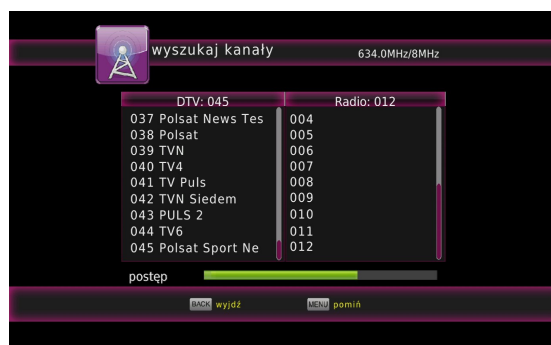 wyszukaj kanały
634.0MHz/8MHz
DTV: 045
Radio: 012
037 Polsat News Tes
038 Polsat
039 TVN
040 TV4
041 TV Puls
042 TVN Siedem
043 PULS 2
044 TV6
045 Polsat Sport Ne
004
005
006
007
008
009
010
011
012
postęp
BACK wyjdź
MENU pomiń